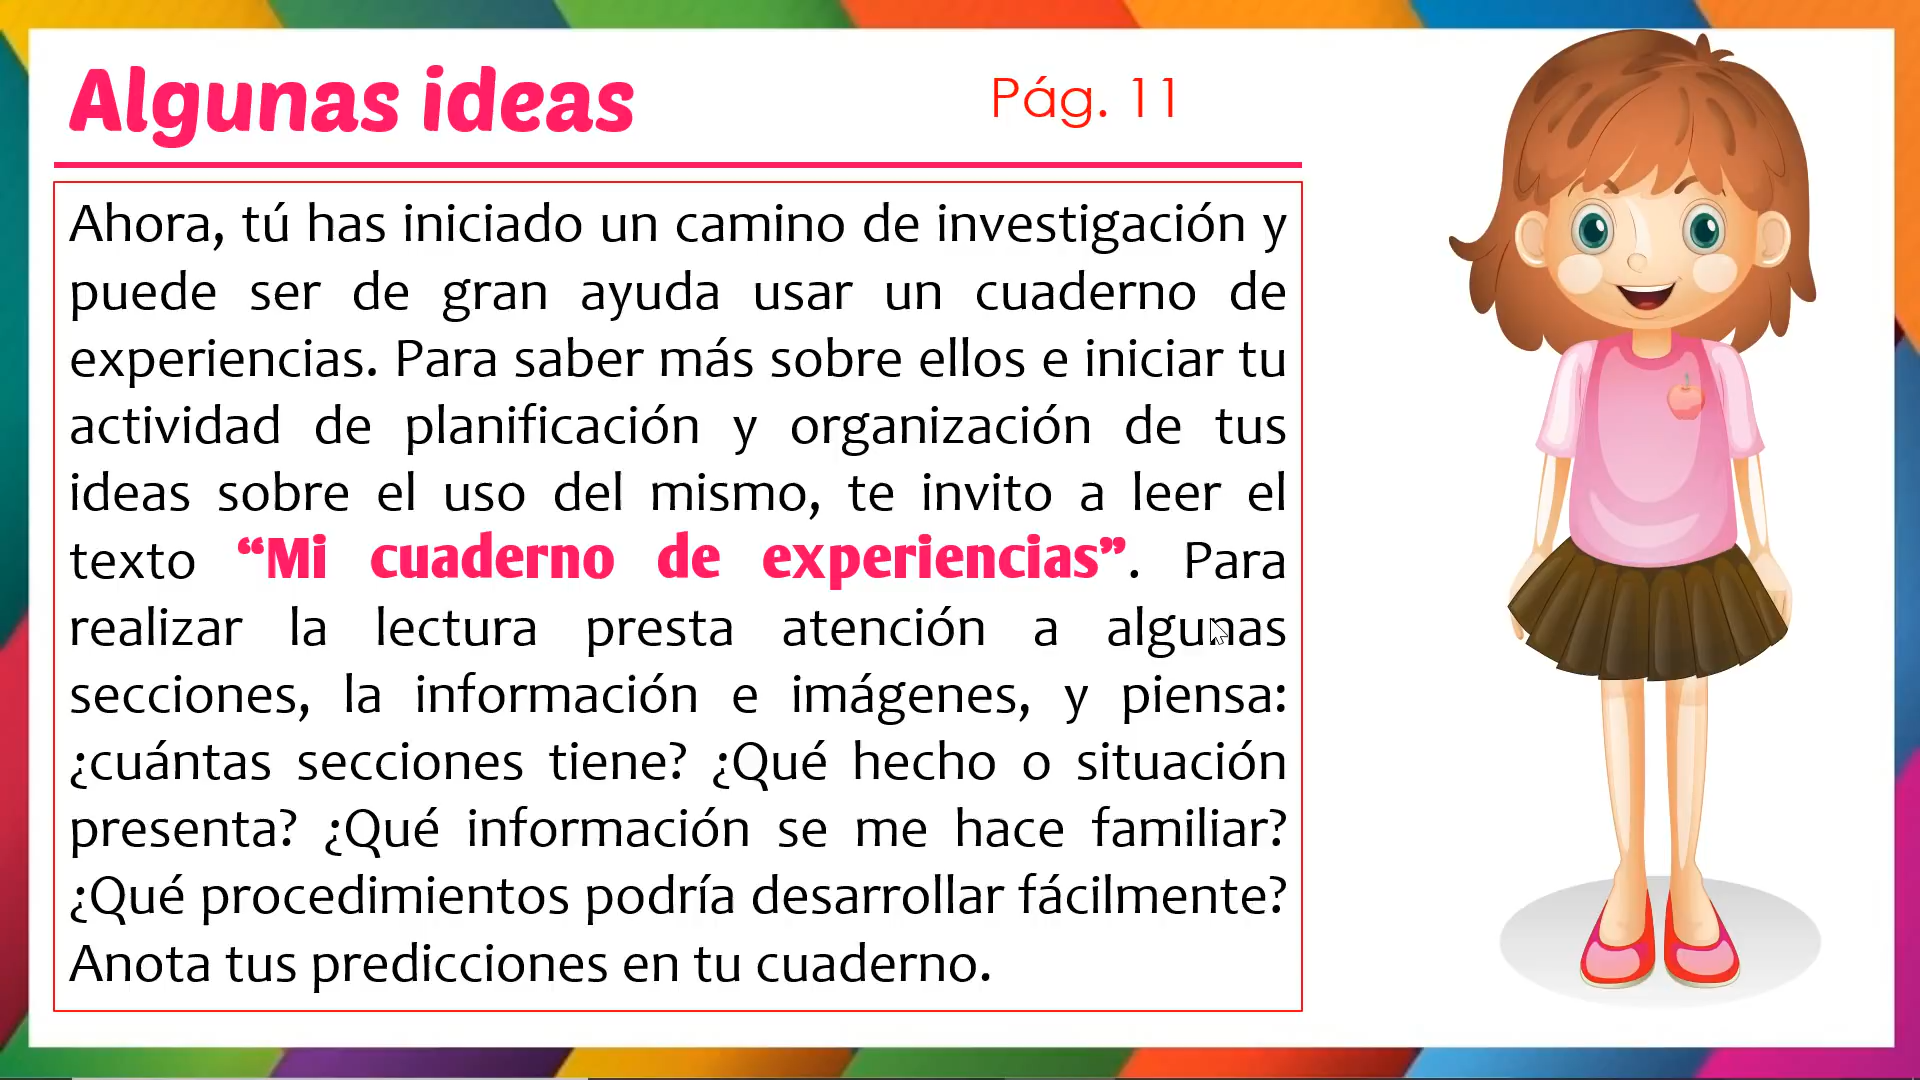 Algunas ideas
Pág. 11
Ahora, tú has iniciado un camino de investigación y
puede ser de gran ayuda usar un cuaderno de
experiencias. Para saber más sobre ellos e iniciar tu
actividad de planificación y organización de tus
ideas sobre el uso del mismo, te invito a leer el
texto “Mi cuaderno de experiencias”. Para
realizar la lectura presta atención a algunas
secciones, la información e imágenes, y piensa:
¿cuántas secciones tiene? ¿Qué hecho o situación
presenta? ¿Qué información se me hace familiar?
¿Qué procedimientos podría desarrollar fácilmente?
Anota tus predicciones en tu cuaderno.